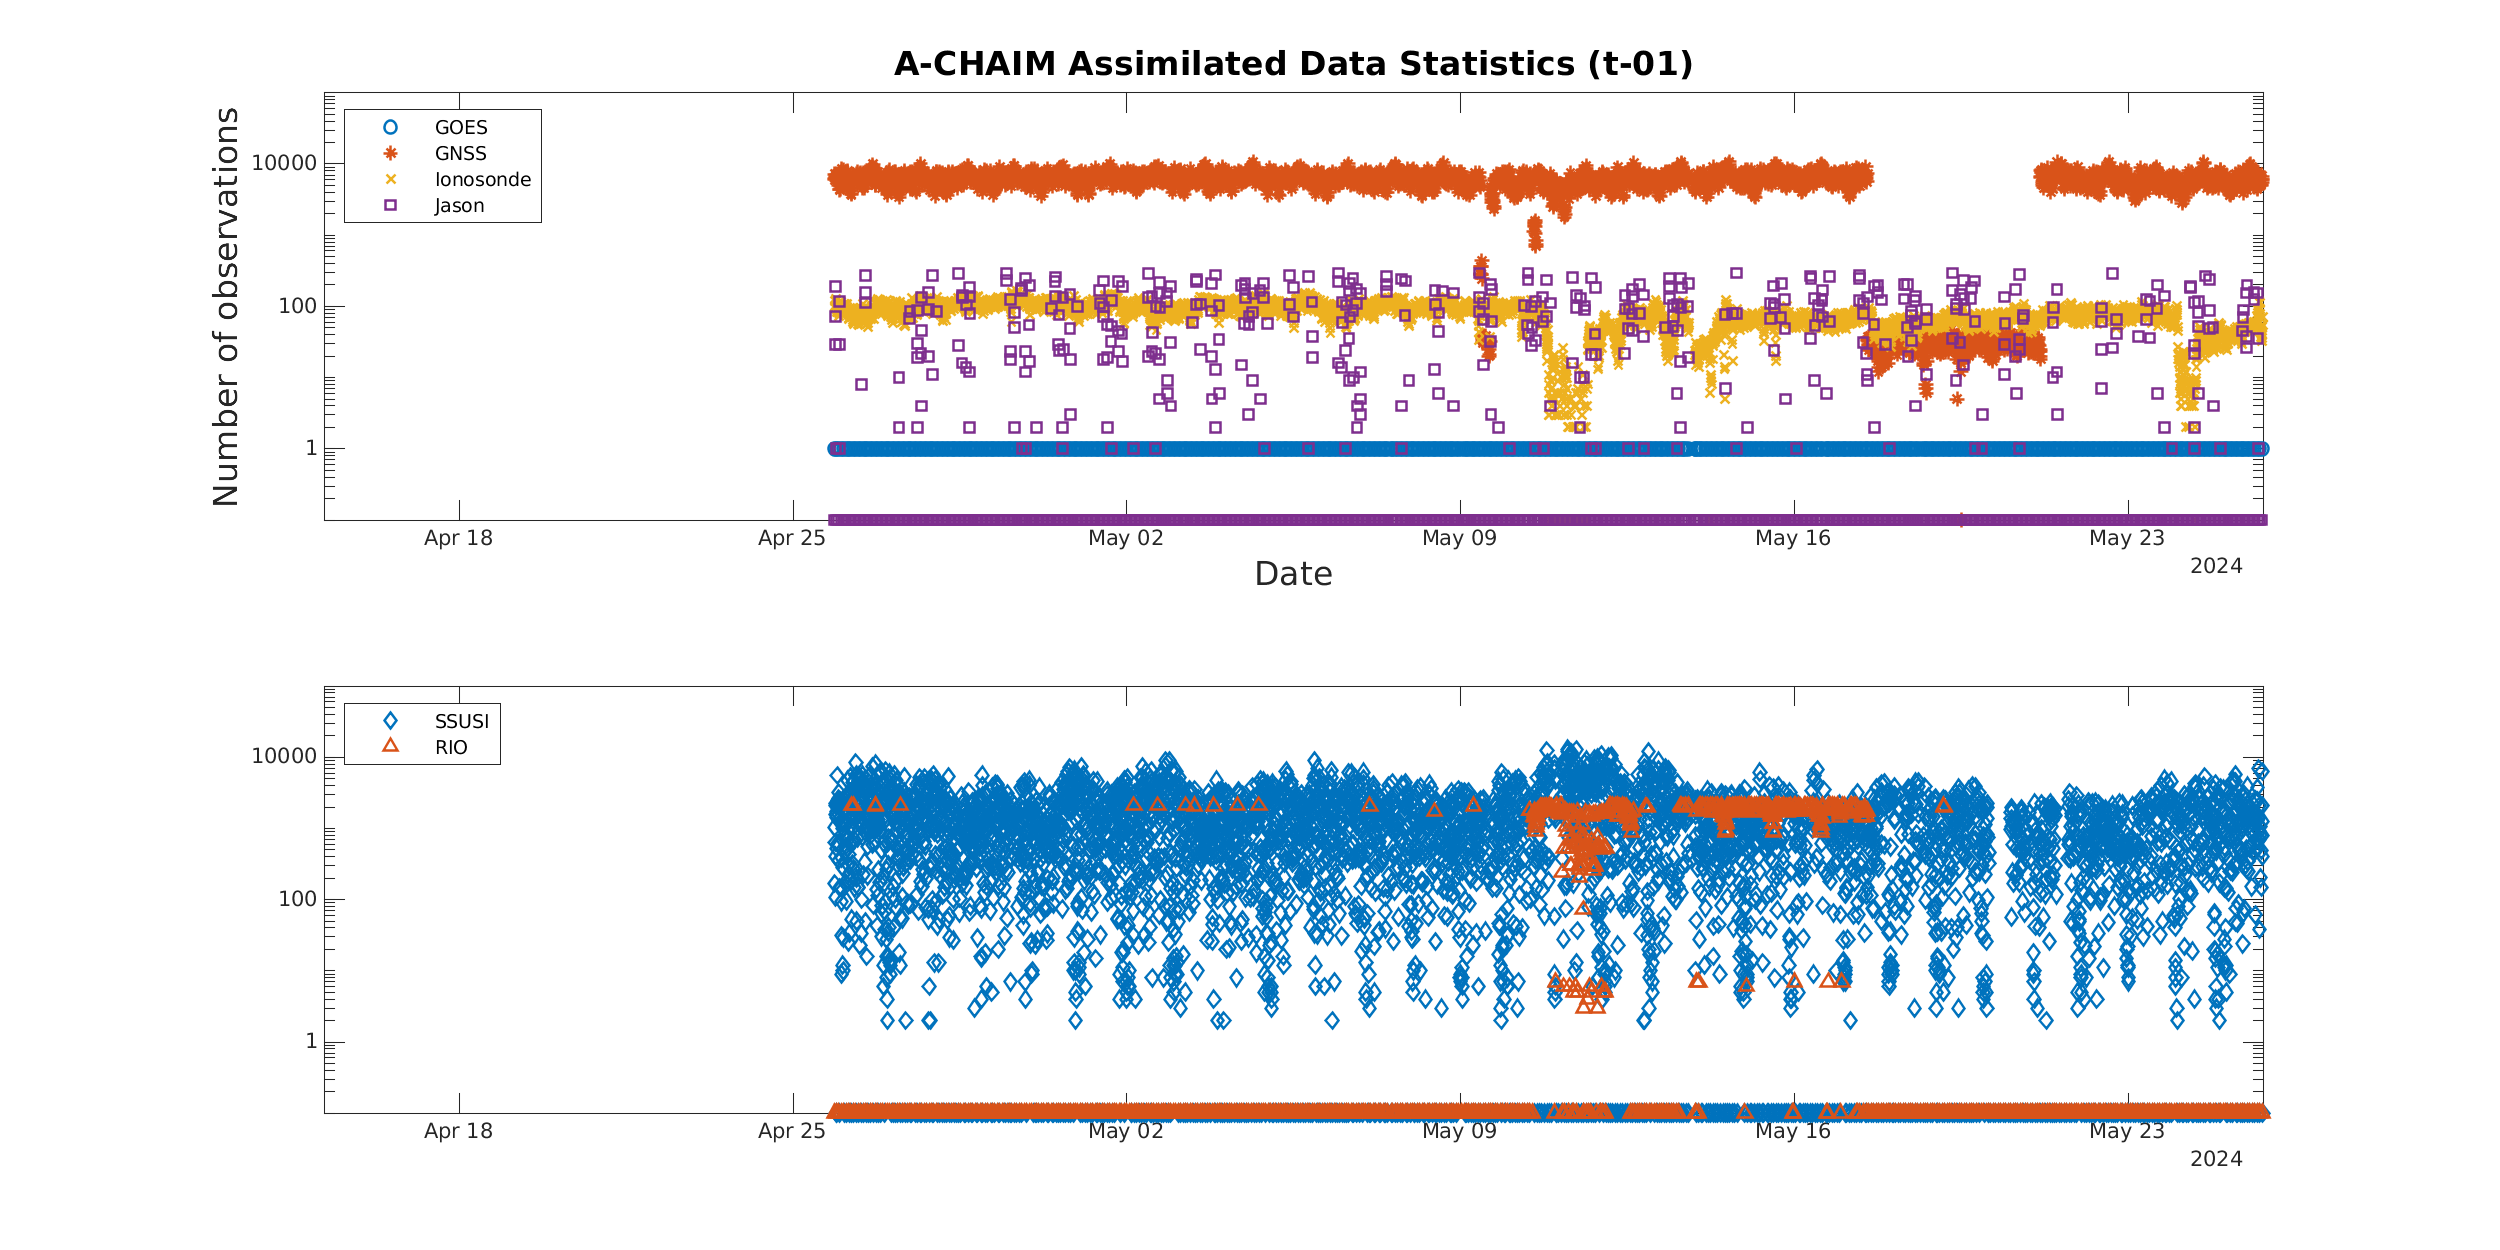 A-CHAIM Assimilated Data Statistics (t-01)
Number of observations
10000
100
1
GOES
GNSS
Ionosonde
Jason
Apr 18
Apr 25
May 02
May 09
May 16
May 23
2024
Date
10000
100
1
SSUSI
RIO
Apr 18
Apr 25
May 02
May 09
May 16
May 23
2024